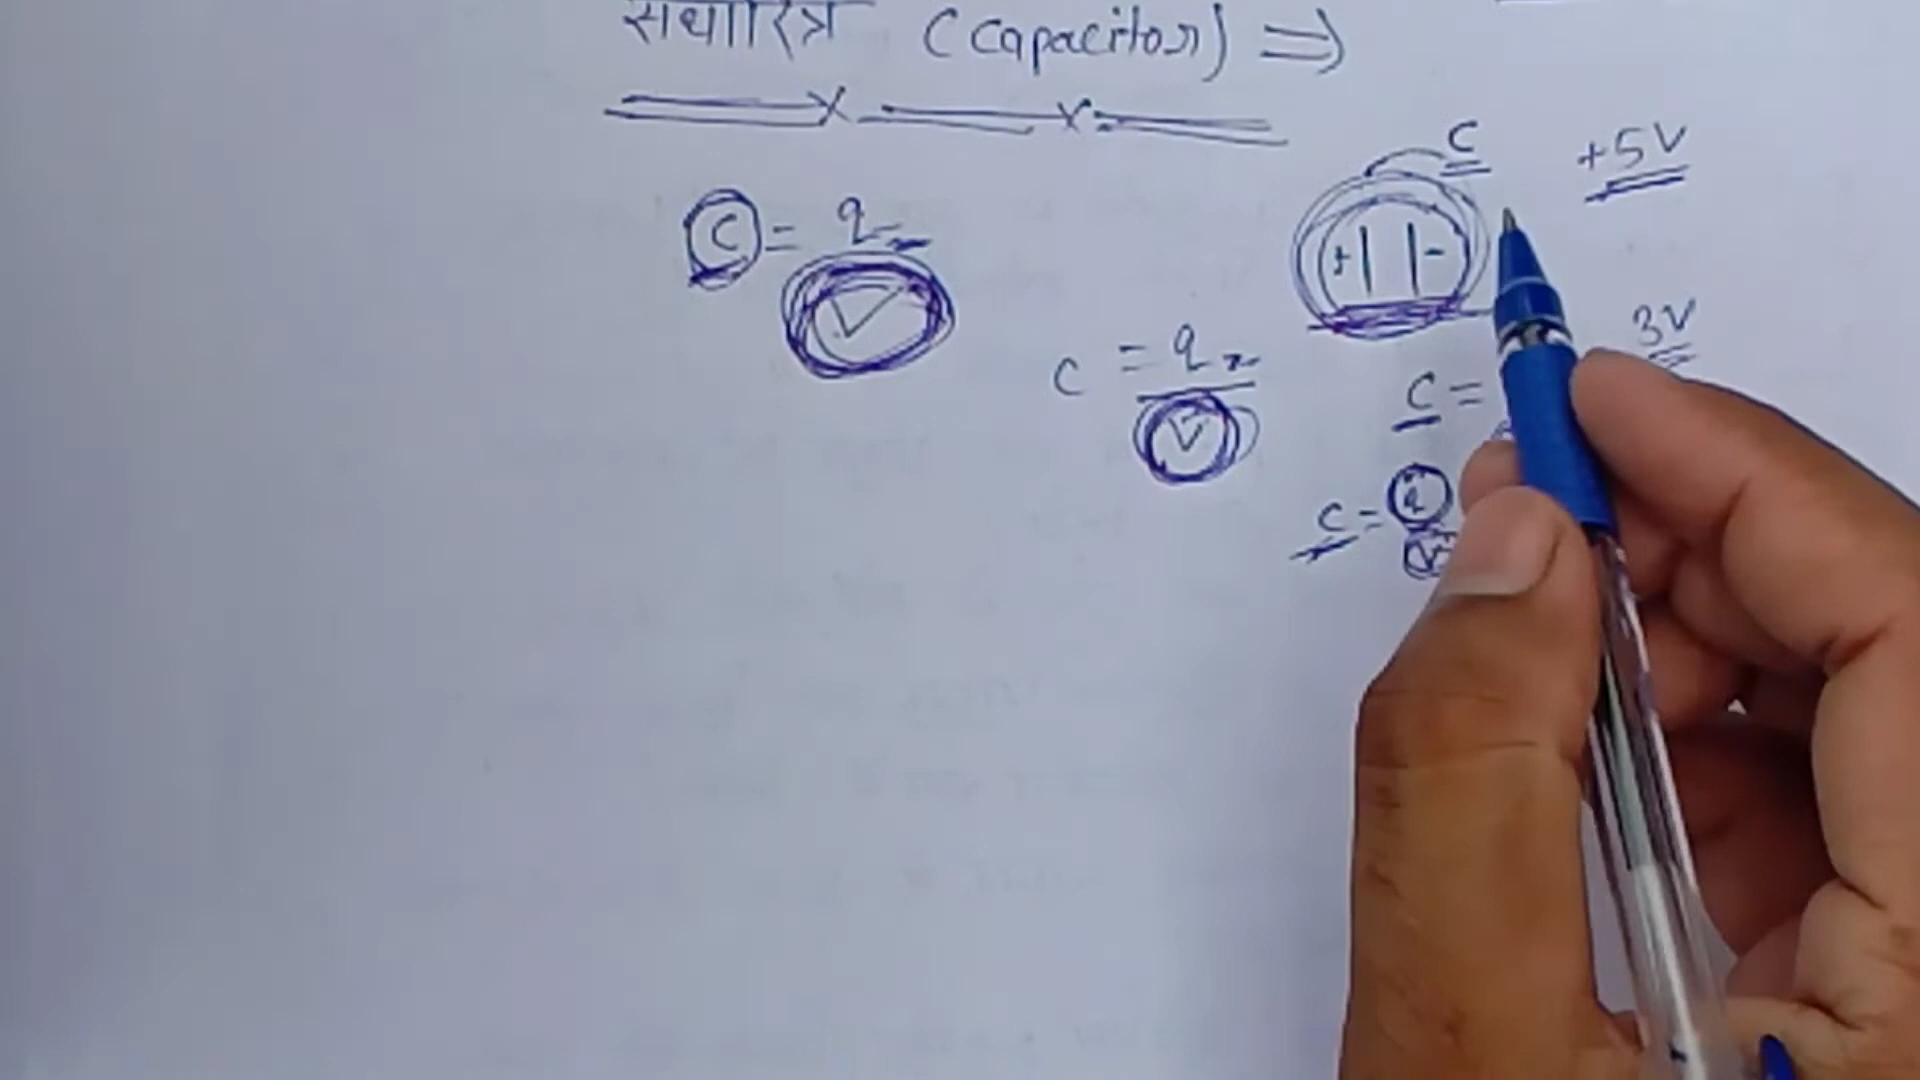 संधारित्र (Capacitor) ⇒
C
+5V
C = q
V
+ -
3V
C = q
V
C =
C = q
V